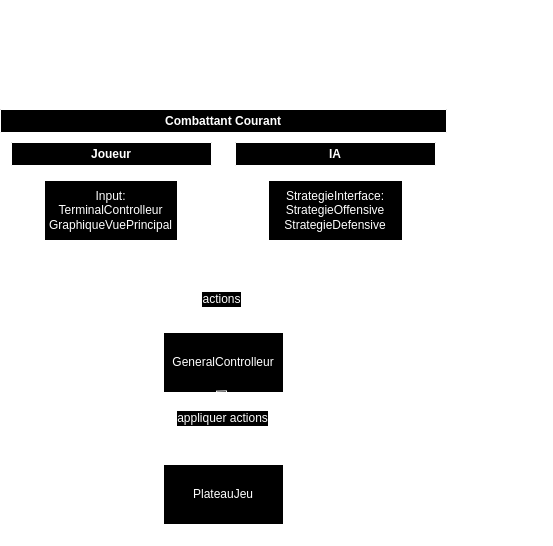 Combattant Courant
Joueur
IA
Input:
TerminalControlleur
GraphiqueVuePrincipal
StrategieInterface:
StrategieOffensive
StrategieDefensive
actions
GeneralControlleur
appliquer actions
PlateauJeu